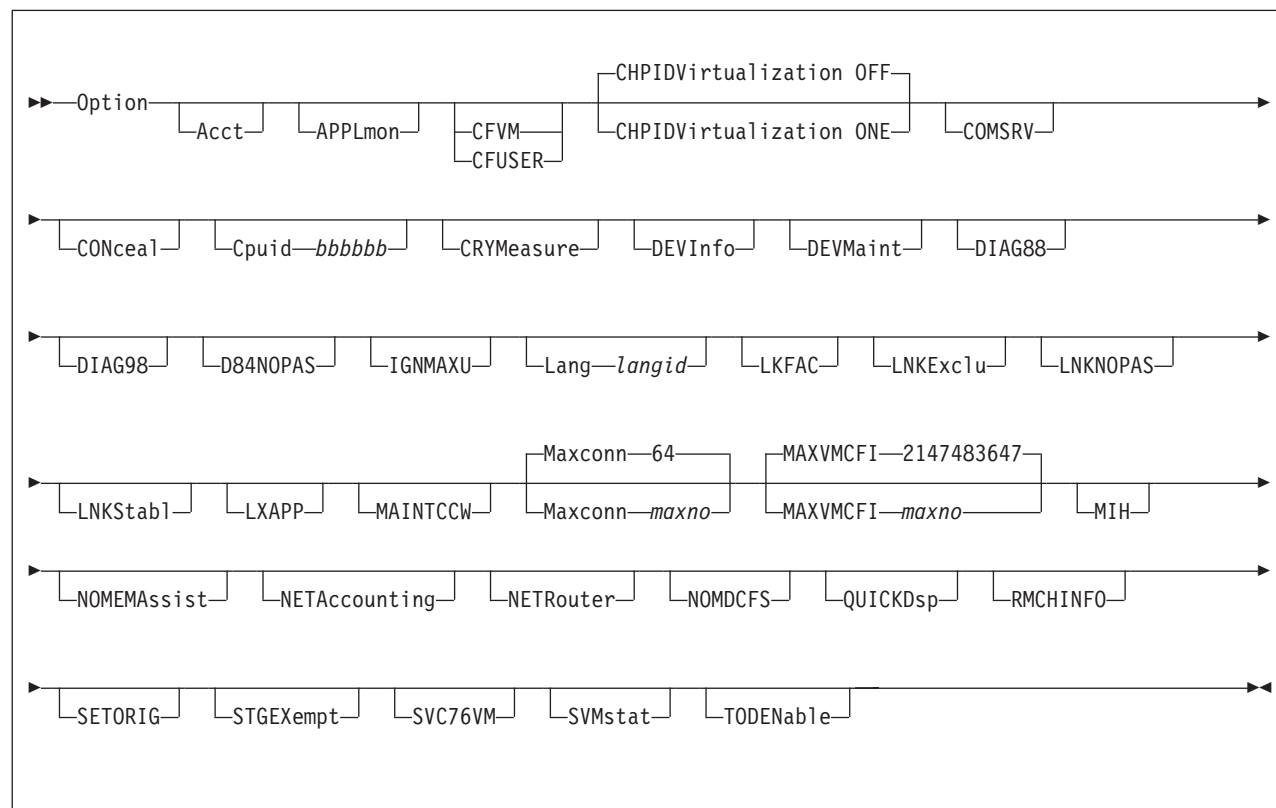 CHPIDVirtualization OFF
Option
Acct APPLmon CFVM CHPIDVirtualization ONE COMSRV
CFUSER
CONceal Cpuid bbbbbb CRYMeasure DEVInfo DEVMaint DIAG88
DIAG98 D84NOPAS IGNMAXU Lang langid LKFAC LNKExclu LNKNOPAS
Maxconn 64 MAXVMCFI 2147483647
LNKStabl LXAPP MAINTCCW Maxconn maxno MAXVMCFI maxno MIH
NOMEMAssist NETAccounting NETRouter NOMDCFS QUICKDsp RMCHINFO
SETORIG STGEXempt SVC76VM SVMstat TODENable